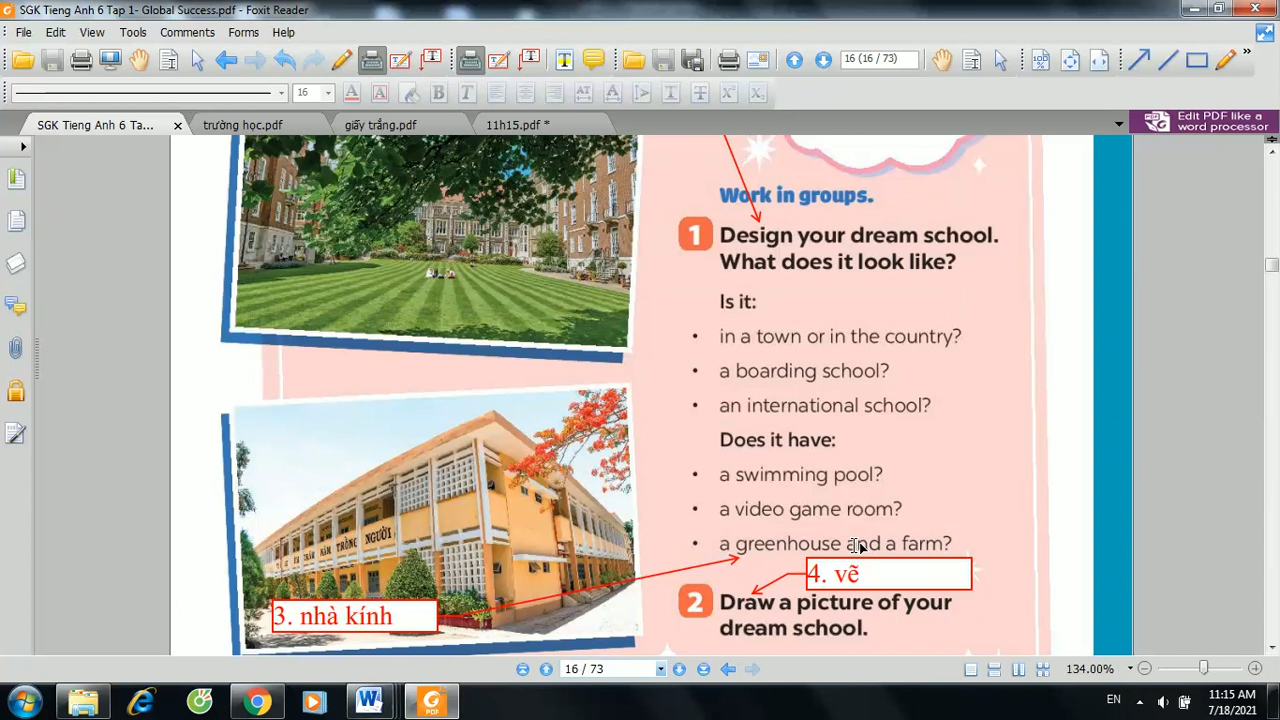 SGK Tieng Anh 6 Tap 1- Global Success.pdf - Foxit Reader
File Edit View Tools Comments Forms Help
16 (16 / 73)
16
SGK Tieng Anh 6 Ta... trường học.pdf giấy trắng.pdf 11h15.pdf *
Edit PDF like a
word processor
Work in groups.
1 Design your dream school.
What does it look like?
Is it:
• in a town or in the country?
• a boarding school?
• an international school?
Does it have:
• a swimming pool?
• a video game room?
• a greenhouse and a farm?
4. vẽ
3. nhà kính
2 Draw a picture of your
dream school.
16 / 73
134.00%
EN
11:15 AM
7/18/2021